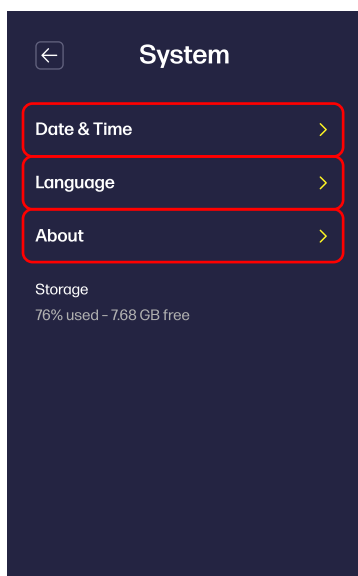 System
Date & Time
Language
About
Storage
76% used – 7.68 GB free